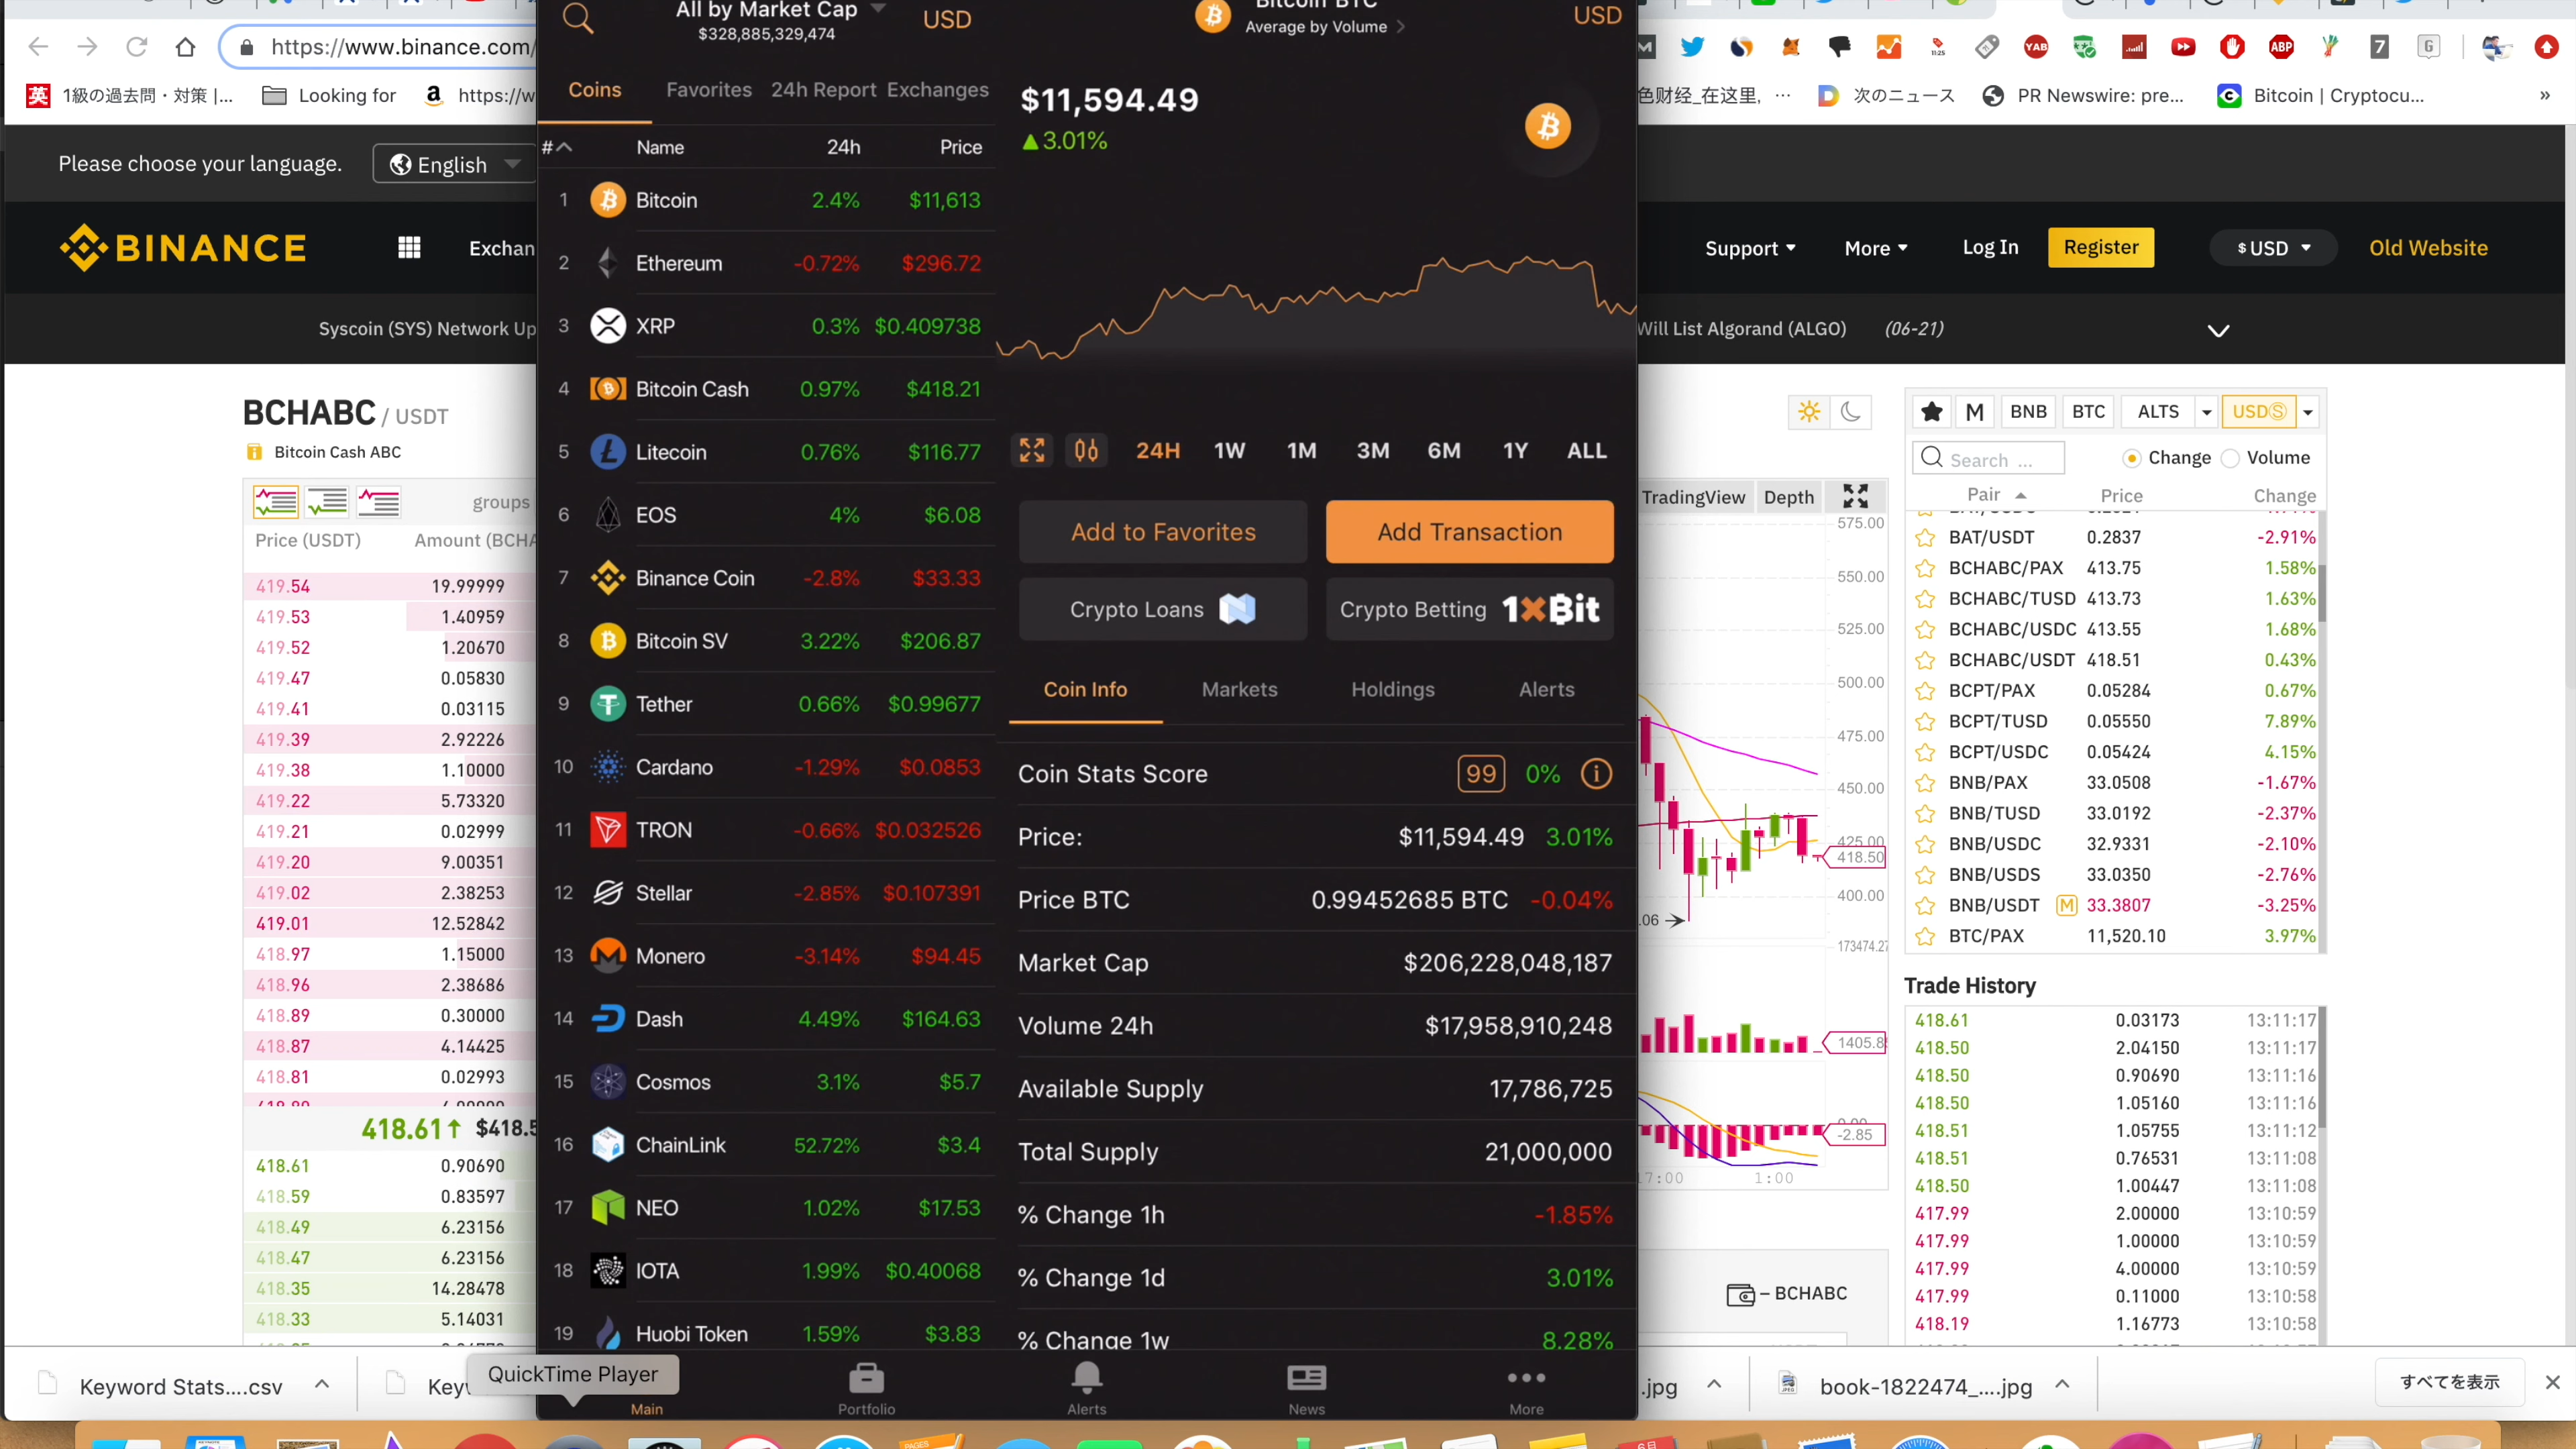 https://www.binance.com/
1級の過去問・対策 |...
Looking for
https://w
色财经_在这里, ...
次のニュース
PR Newswire: pre...
Bitcoin | Cryptocu...
»
YAB
ABP
7
G
11:25
Please choose your language.
English
BINANCE
Exchan
Support
More
Log In
Register
$ USD
Old Website
Syscoin (SYS) Network Up
Will List Algorand (ALGO) (06-21)
BCHABC / USDT
Bitcoin Cash ABC
groups
Price (USDT) Amount (BCHA
419.54 19.99999
419.53 1.40959
419.52 1.20670
419.47 0.05830
419.41 0.03115
419.39 2.92226
419.38 1.10000
419.22 5.73320
419.21 0.02999
419.20 9.00351
419.02 2.38253
419.01 12.52842
418.97 1.15000
418.96 2.38686
418.89 0.30000
418.87 4.14425
418.81 0.02993
418.61↑ $418.5
418.61 0.90690
418.59 0.83597
418.49 6.23156
418.47 6.23156
418.35 14.28478
418.33 5.14031
All by Market Cap
$328,885,329,474
USD
Coins Favorites 24h Report Exchanges
# Name 24h Price
1 Bitcoin 2.4% $11,613
2 Ethereum -0.72% $296.72
3 XRP 0.3% $0.409738
4 Bitcoin Cash 0.97% $418.21
5 Litecoin 0.76% $116.77
6 EOS 4% $6.08
7 Binance Coin -2.8% $33.33
8 Bitcoin SV 3.22% $206.87
9 Tether 0.66% $0.99677
10 Cardano -1.29% $0.0853
11 TRON -0.66% $0.032526
12 Stellar -2.85% $0.107391
13 Monero -3.14% $94.45
14 Dash 4.49% $164.63
15 Cosmos 3.1% $5.7
16 ChainLink 52.72% $3.4
17 NEO 1.02% $17.53
18 IOTA 1.99% $0.40068
19 Huobi Token 1.59% $3.83
Bitcoin BTC
Average by Volume >
USD
$11,594.49
3.01%
24H 1W 1M 3M 6M 1Y ALL
Add to Favorites
Add Transaction
Crypto Loans
Crypto Betting 1XBit
Coin Info Markets Holdings Alerts
Coin Stats Score 99 0%
Price: $11,594.49 3.01%
Price BTC 0.99452685 BTC -0.04%
Market Cap $206,228,048,187
Volume 24h $17,958,910,248
Available Supply 17,786,725
Total Supply 21,000,000
% Change 1h -1.85%
% Change 1d 3.01%
% Change 1w 8.28%
Main Portfolio Alerts News More
TradingView Depth
575.00
550.00
525.00
500.00
475.00
450.00
425.00
418.50
400.00
.06
173474.27
1405.8
0.00
-2.85
17:00 1:00
– BCHABC
M BNB BTC ALTS USDⓈ
Search ...
Change Volume
Pair Price Change
BAT/USDT 0.2837 -2.91%
BCHABC/PAX 413.75 1.58%
BCHABC/TUSD 413.73 1.63%
BCHABC/USDC 413.55 1.68%
BCHABC/USDT 418.51 0.43%
BCPT/PAX 0.05284 0.67%
BCPT/TUSD 0.05550 7.89%
BCPT/USDC 0.05424 4.15%
BNB/PAX 33.0508 -1.67%
BNB/TUSD 33.0192 -2.37%
BNB/USDC 32.9331 -2.10%
BNB/USDS 33.0350 -2.76%
BNB/USDT M 33.3807 -3.25%
BTC/PAX 11,520.10 3.97%
Trade History
418.61 0.03173 13:11:17
418.50 2.04150 13:11:17
418.50 0.90690 13:11:16
418.50 1.05160 13:11:16
418.51 1.05755 13:11:12
418.51 0.76531 13:11:08
418.50 1.00447 13:11:08
417.99 2.00000 13:10:59
417.99 1.00000 13:10:59
417.99 4.00000 13:10:59
417.99 0.11000 13:10:58
418.19 1.16773 13:10:58
Keyword Stats....csv
Keyw
QuickTime Player
.jpg
book-1822474_....jpg
すべてを表示